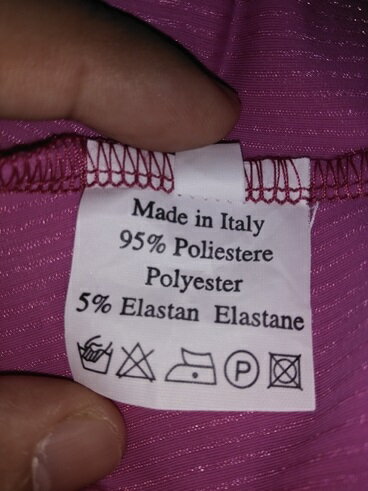 Made in Italy
95% Poliestere
Polyester
5% Elastan Elastane
P